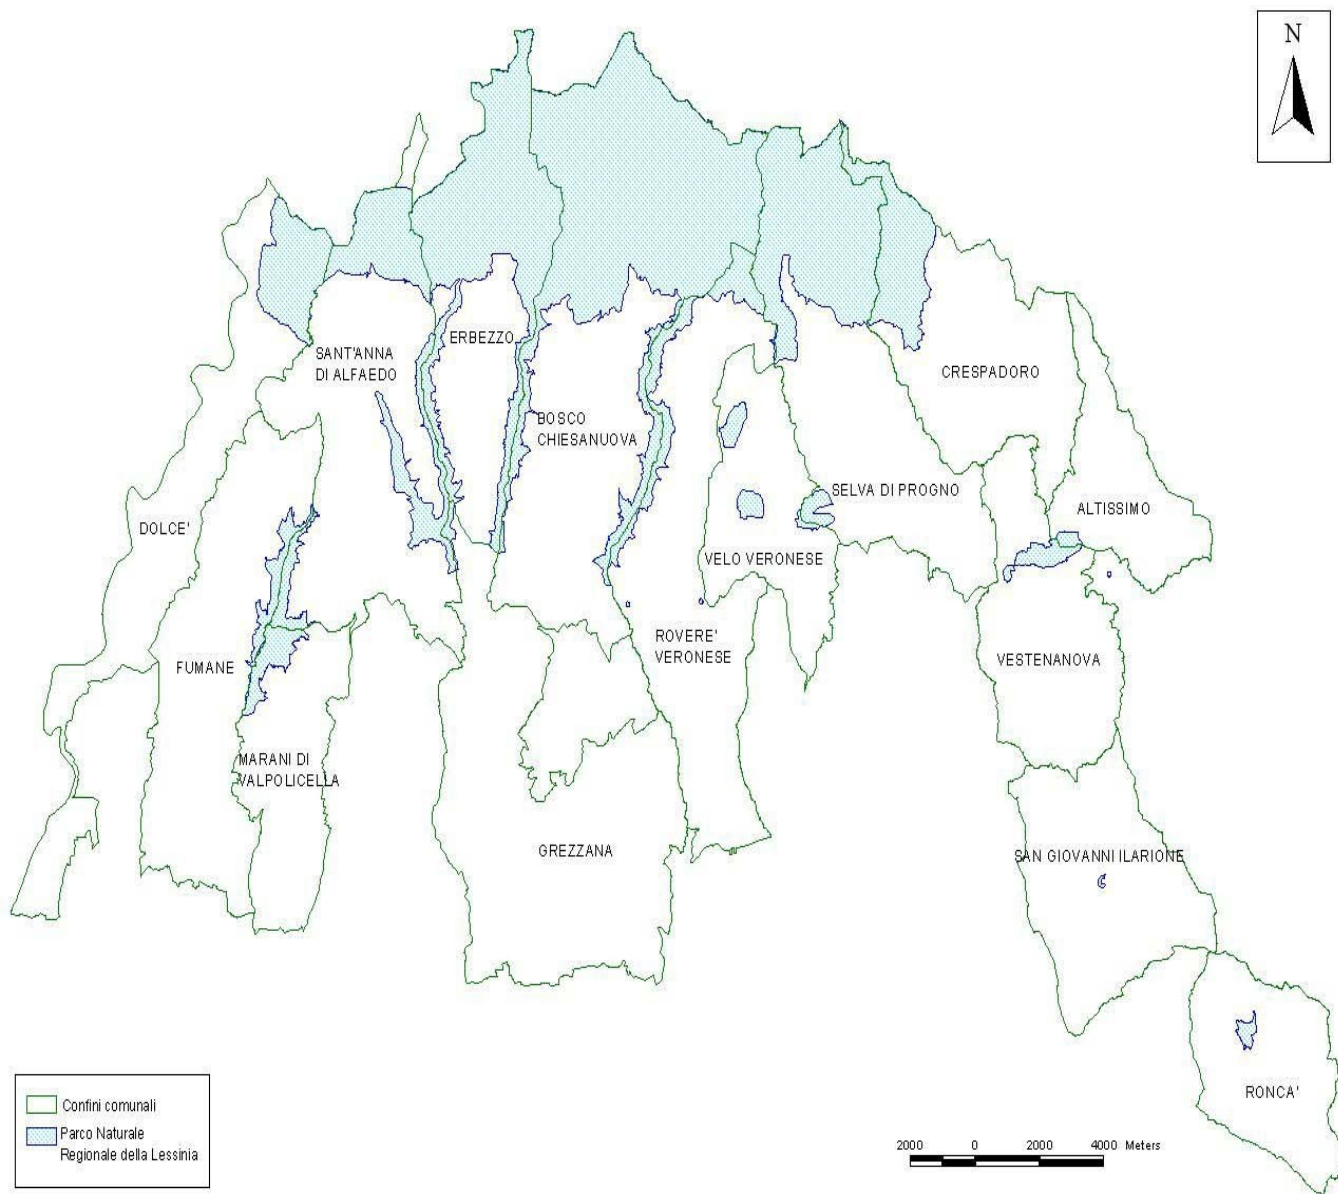 N
ERBEZZO
SANT'ANNA
DI ALFAEDO
CRESPADORO
BOSCO
CHIESANUOVA
SELVA DI PROGNO
ALTISSIMO
DOLCE'
VELO VERONESE
ROVERE'
VERONESE
FUMANE
VESTENANOVA
MARANI DI
VALPOLICELLA
GREZZANA
SAN GIOVANNI ILARIONE
RONCA'
Confini comunali
Parco Naturale
Regionale della Lessinia
2000 0 2000 4000 Meters